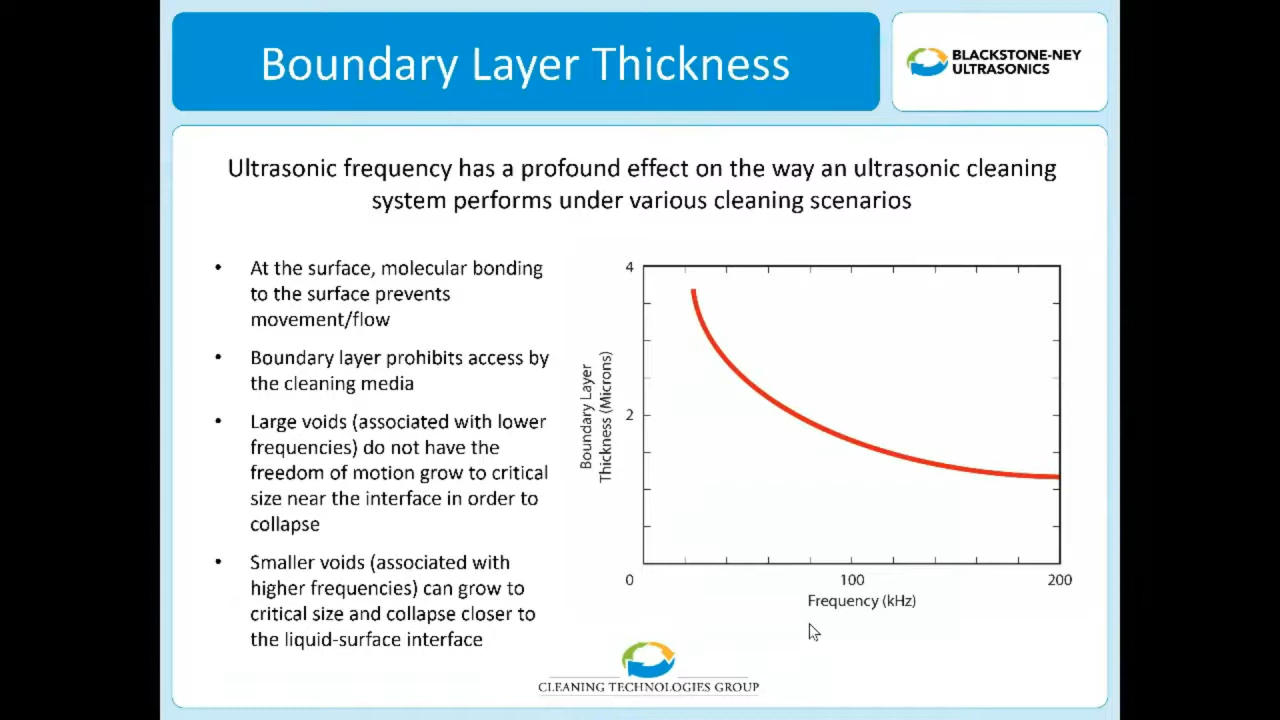 Boundary Layer Thickness
BLACKSTONE-NEY
ULTRASONICS
Ultrasonic frequency has a profound effect on the way an ultrasonic cleaning
system performs under various cleaning scenarios
• At the surface, molecular bonding
to the surface prevents
movement/flow
• Boundary layer prohibits access by
the cleaning media
• Large voids (associated with lower
frequencies) do not have the
freedom of motion grow to critical
size near the interface in order to
collapse
• Smaller voids (associated with
higher frequencies) can grow to
critical size and collapse closer to
the liquid-surface interface
Boundary Layer
Thickness (Microns)
4
2
0
100
200
Frequency (kHz)
CLEANING TECHNOLOGIES GROUP